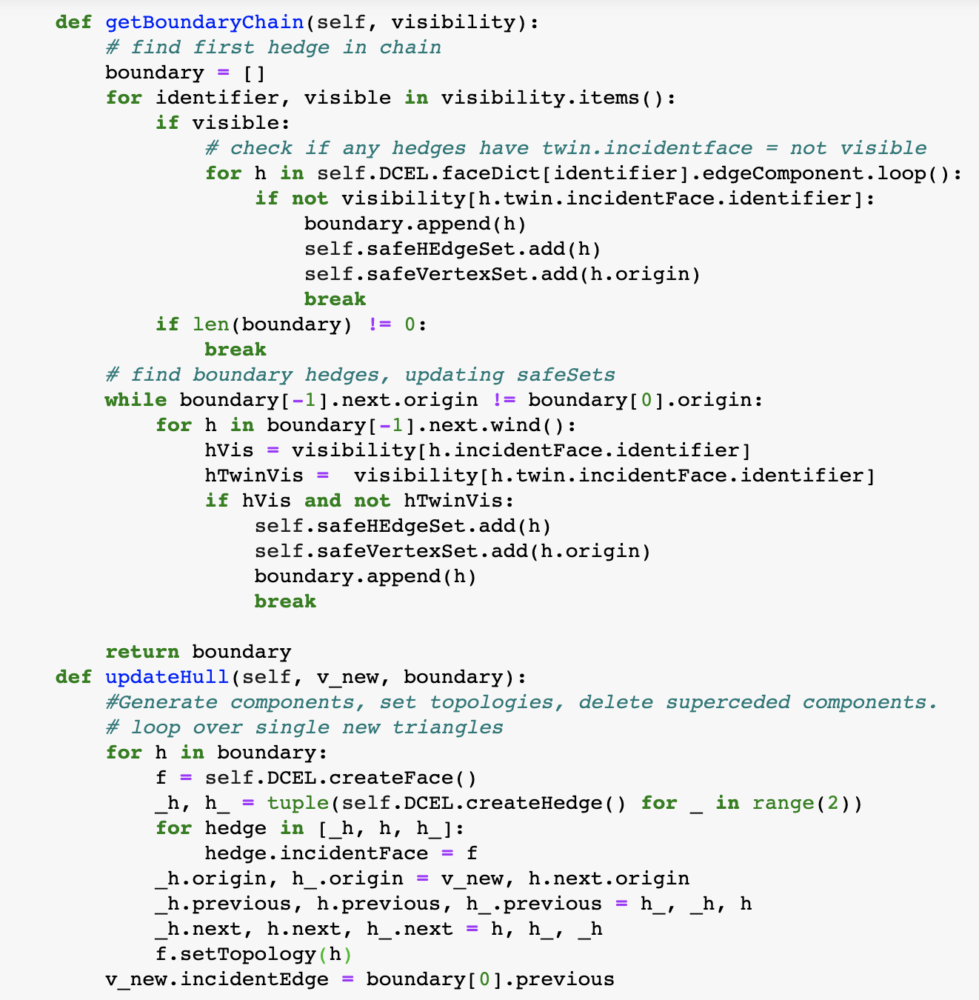 def getBoundaryChain(self, visibility):
    # find first hedge in chain
    boundary = []
    for identifier, visible in visibility.items():
        if visible:
            # check if any hedges have twin.incidentface = not visible
            for h in self.DCEL.faceDict[identifier].edgeComponent.loop():
                if not visibility[h.twin.incidentFace.identifier]:
                    boundary.append(h)
                    self.safeHEdgeSet.add(h)
                    self.safeVertexSet.add(h.origin)
                    break
        if len(boundary) != 0:
            break
    # find boundary hedges, updating safeSets
    while boundary[-1].next.origin != boundary[0].origin:
        for h in boundary[-1].next.wind():
            hVis = visibility[h.incidentFace.identifier]
            hTwinVis =  visibility[h.twin.incidentFace.identifier]
            if hVis and not hTwinVis:
                self.safeHEdgeSet.add(h)
                self.safeVertexSet.add(h.origin)
                boundary.append(h)
                break

    return boundary
def updateHull(self, v_new, boundary):
    #Generate components, set topologies, delete superceded components.
    # loop over single new triangles
    for h in boundary:
        f = self.DCEL.createFace()
        _h, h_ = tuple(self.DCEL.createHedge() for _ in range(2))
        for hedge in [_h, h, h_]:
            hedge.incidentFace = f
        _h.origin, h_.origin = v_new, h.next.origin
        _h.previous, h.previous, h_.previous = h_, _h, h
        _h.next, h.next, h_.next = h, h_, _h
        f.setTopology(h)
    v_new.incidentEdge = boundary[0].previous